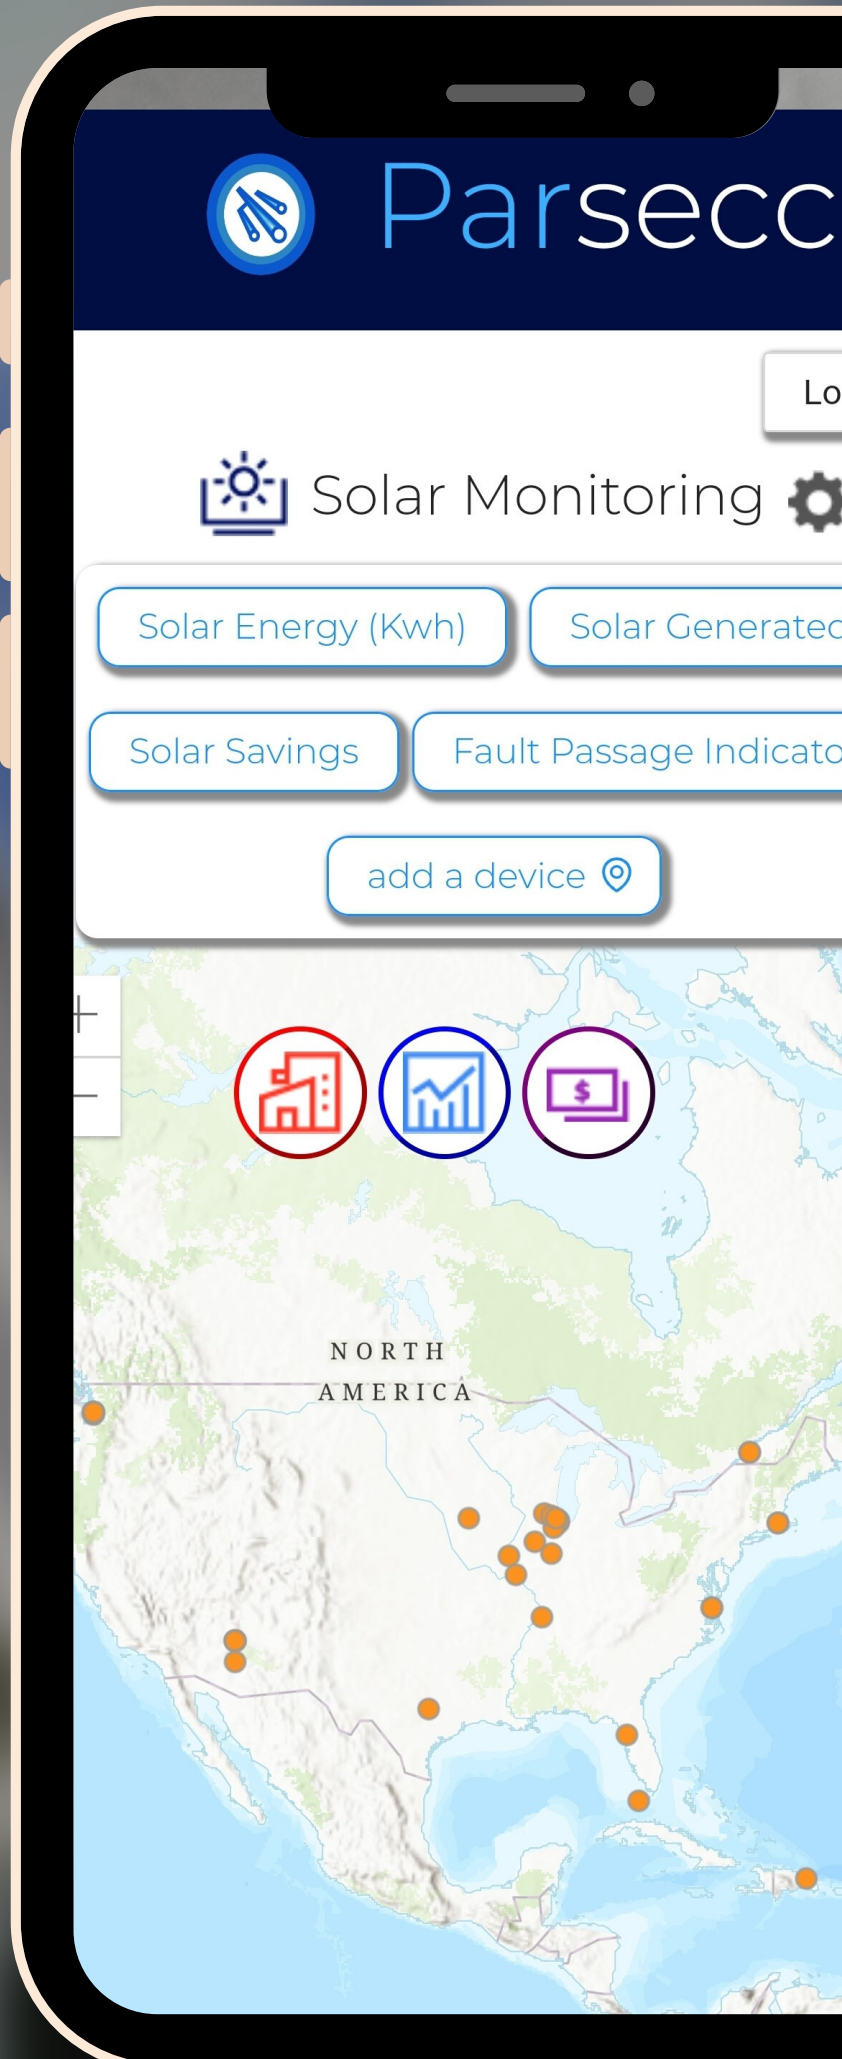 Parsecc
Lo
Solar Monitoring
Solar Energy (Kwh)
Solar Generated
Solar Savings
Fault Passage Indicato
add a device
+
−
$
NORTH
AMERICA